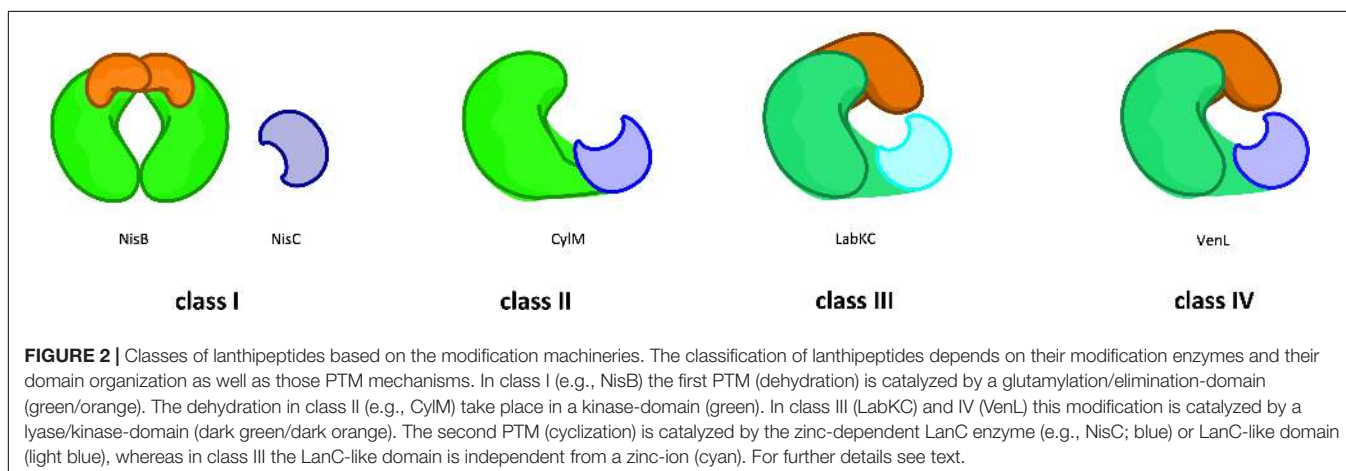 NisB NisC CylM LabKC VenL
class I class II class III class IV
FIGURE 2 | Classes of lanthipeptides based on the modification machineries. The classification of lanthipeptides depends on their modification enzymes and their
domain organization as well as those PTM mechanisms. In class I (e.g., NisB) the first PTM (dehydration) is catalyzed by a glutamylation/elimination-domain
(green/orange). The dehydration in class II (e.g., CylM) take place in a kinase-domain (green). In class III (LabKC) and IV (VenL) this modification is catalyzed by a
lyase/kinase-domain (dark green/dark orange). The second PTM (cyclization) is catalyzed by the zinc-dependent LanC enzyme (e.g., NisC; blue) or LanC-like domain
(light blue), whereas in class III the LanC-like domain is independent from a zinc-ion (cyan). For further details see text.